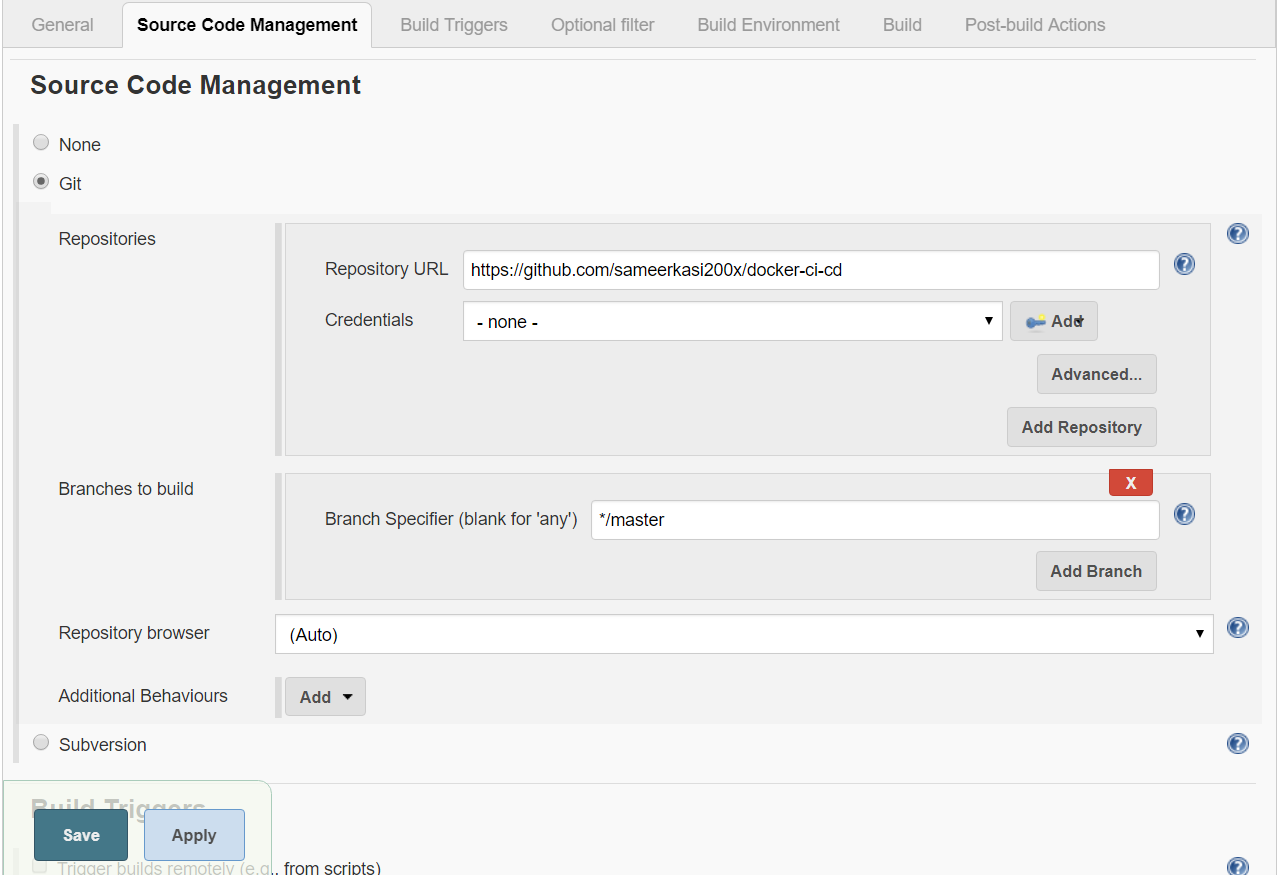 General Source Code Management Build Triggers Optional filter Build Environment Build Post-build Actions
Source Code Management
None
Git
Repositories
Repository URL https://github.com/sameerkasi200x/docker-ci-cd
Credentials - none - Add
Advanced...
Add Repository
Branches to build X
Branch Specifier (blank for 'any') */master
Add Branch
Repository browser (Auto)
Additional Behaviours Add
Subversion
Build Triggers
Save Apply
Trigger builds remotely (e.g., from scripts)